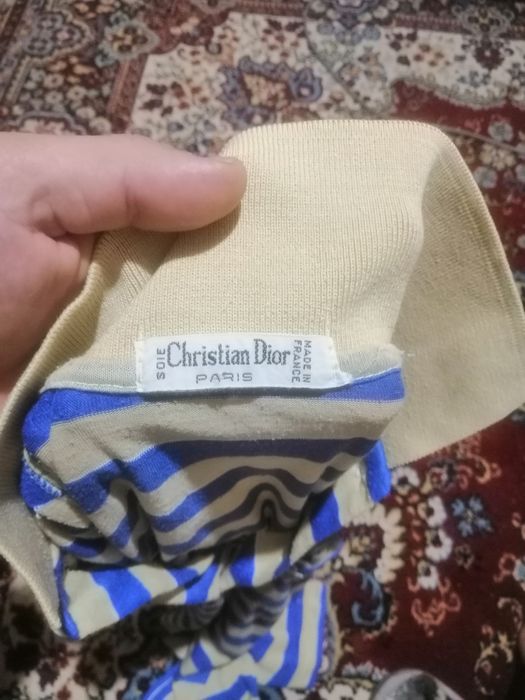 SOIE
Christian Dior
PARIS
MADE IN
FRANCE